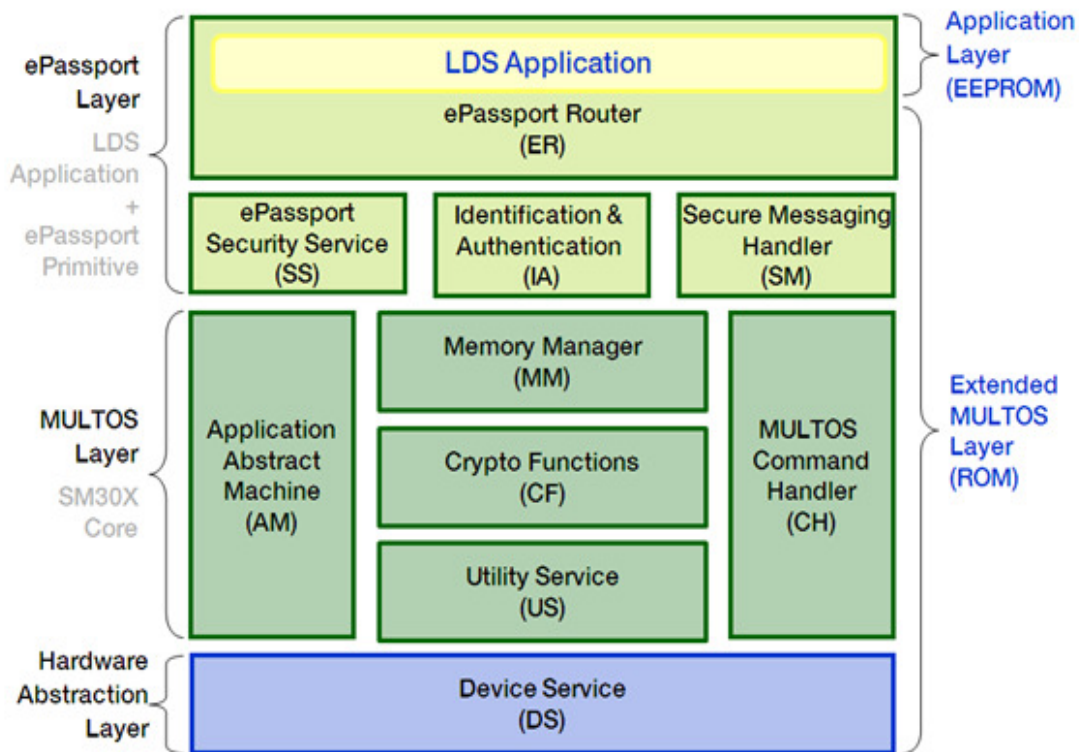 ePassport
Layer
LDS
Application
+
ePassport
Primitive
LDS Application
ePassport Router
(ER)
Application
Layer
(EEPROM)
ePassport
Security Service
(SS)
Identification &
Authentication
(IA)
Secure Messaging
Handler
(SM)
MULTOS
Layer
SM30X
Core
Application
Abstract
Machine
(AM)
Memory Manager
(MM)
Crypto Functions
(CF)
Utility Service
(US)
MULTOS
Command
Handler
(CH)
Extended
MULTOS
Layer
(ROM)
Hardware
Abstraction
Layer
Device Service
(DS)